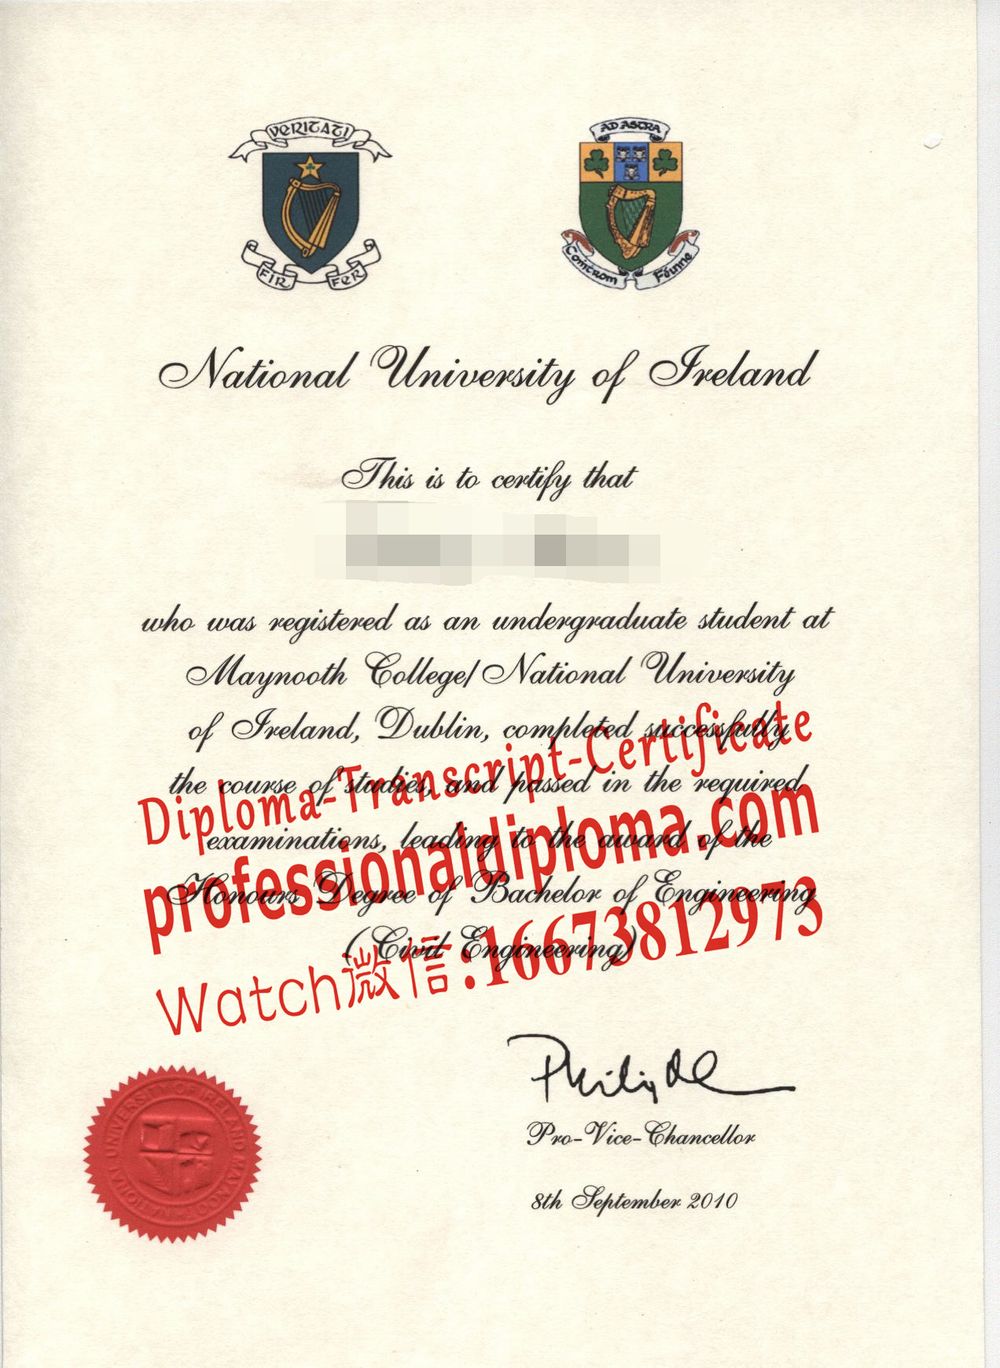 VERITATI
FIR FER
AD ASTRA
Comtrom Féinne
National University of Ireland
This is to certify that
who was registered as an undergraduate student at
Maynooth College/National University
of Ireland, Dublin, completed successfully
the course of studies, and passed in the required
examinations, leading to the award of the
Honours Degree of Bachelor of Engineering
(Civil Engineering)
Diploma-Transcript-Certificate
professionaldiploma.com
Watch微信:16673812973
Pro-Vice-Chancellor
8th September 2010